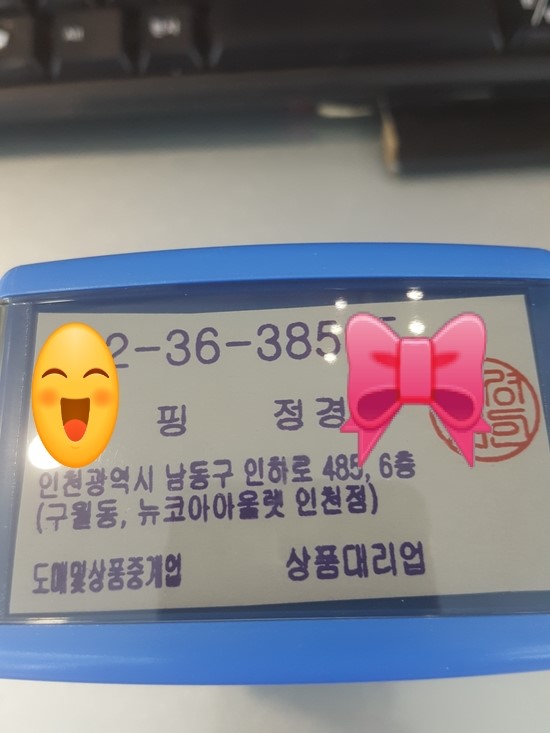 2-36-385
핑 정경
인천광역시 남동구 인하로 485, 6층
(구월동, 뉴코아아울렛 인천점)
도매및상품중개업 상품대리업